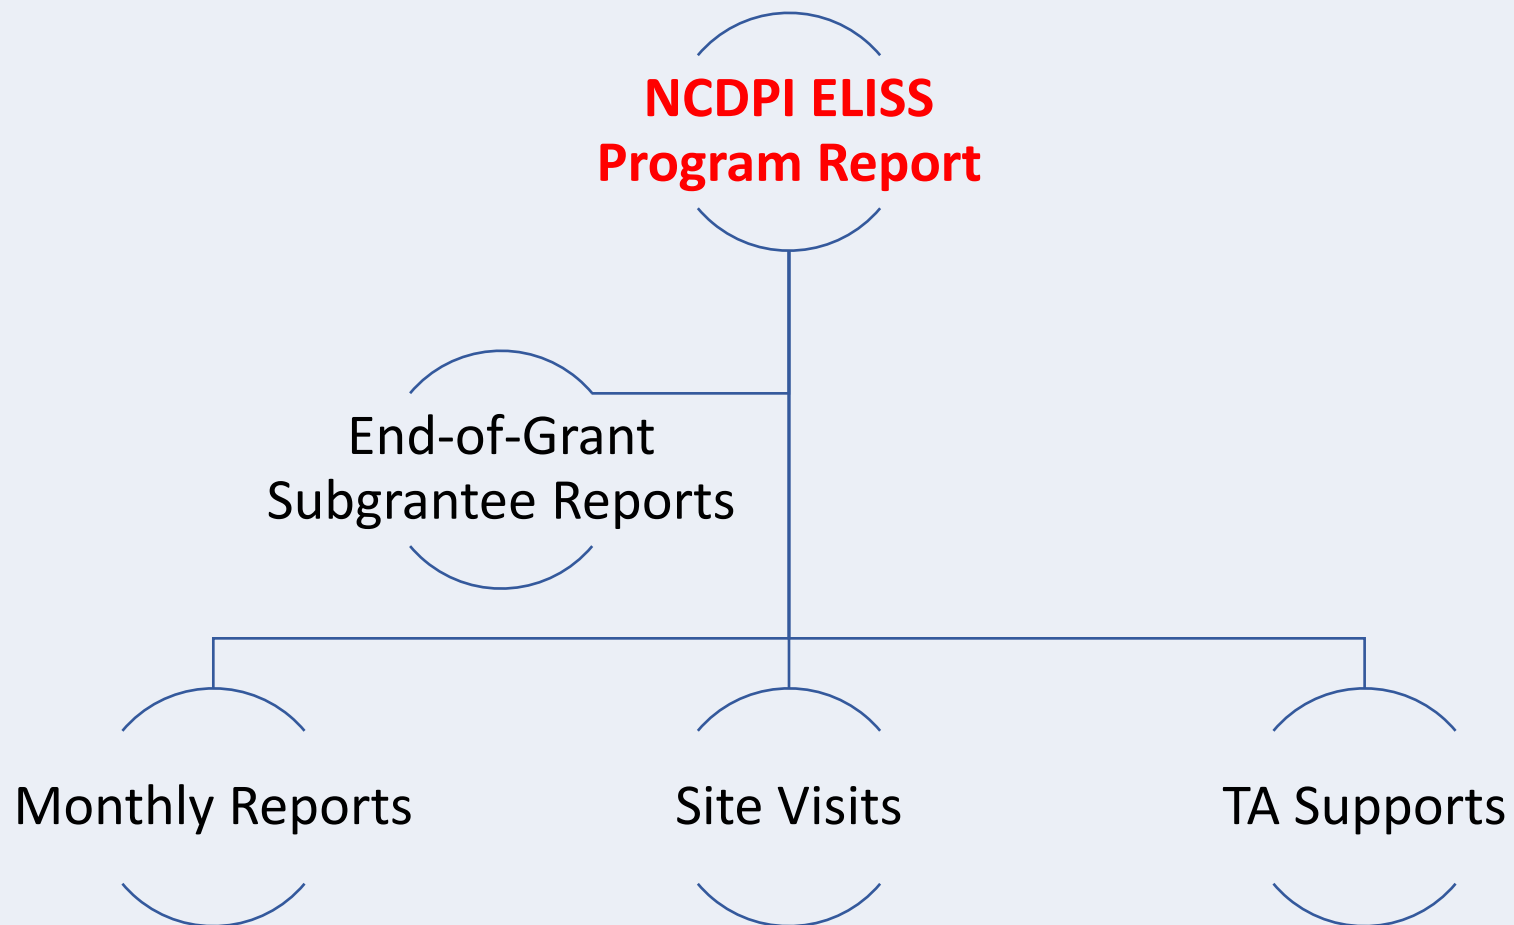 NCDPI ELISS
Program Report
End-of-Grant
Subgrantee Reports
Monthly Reports
Site Visits
TA Supports